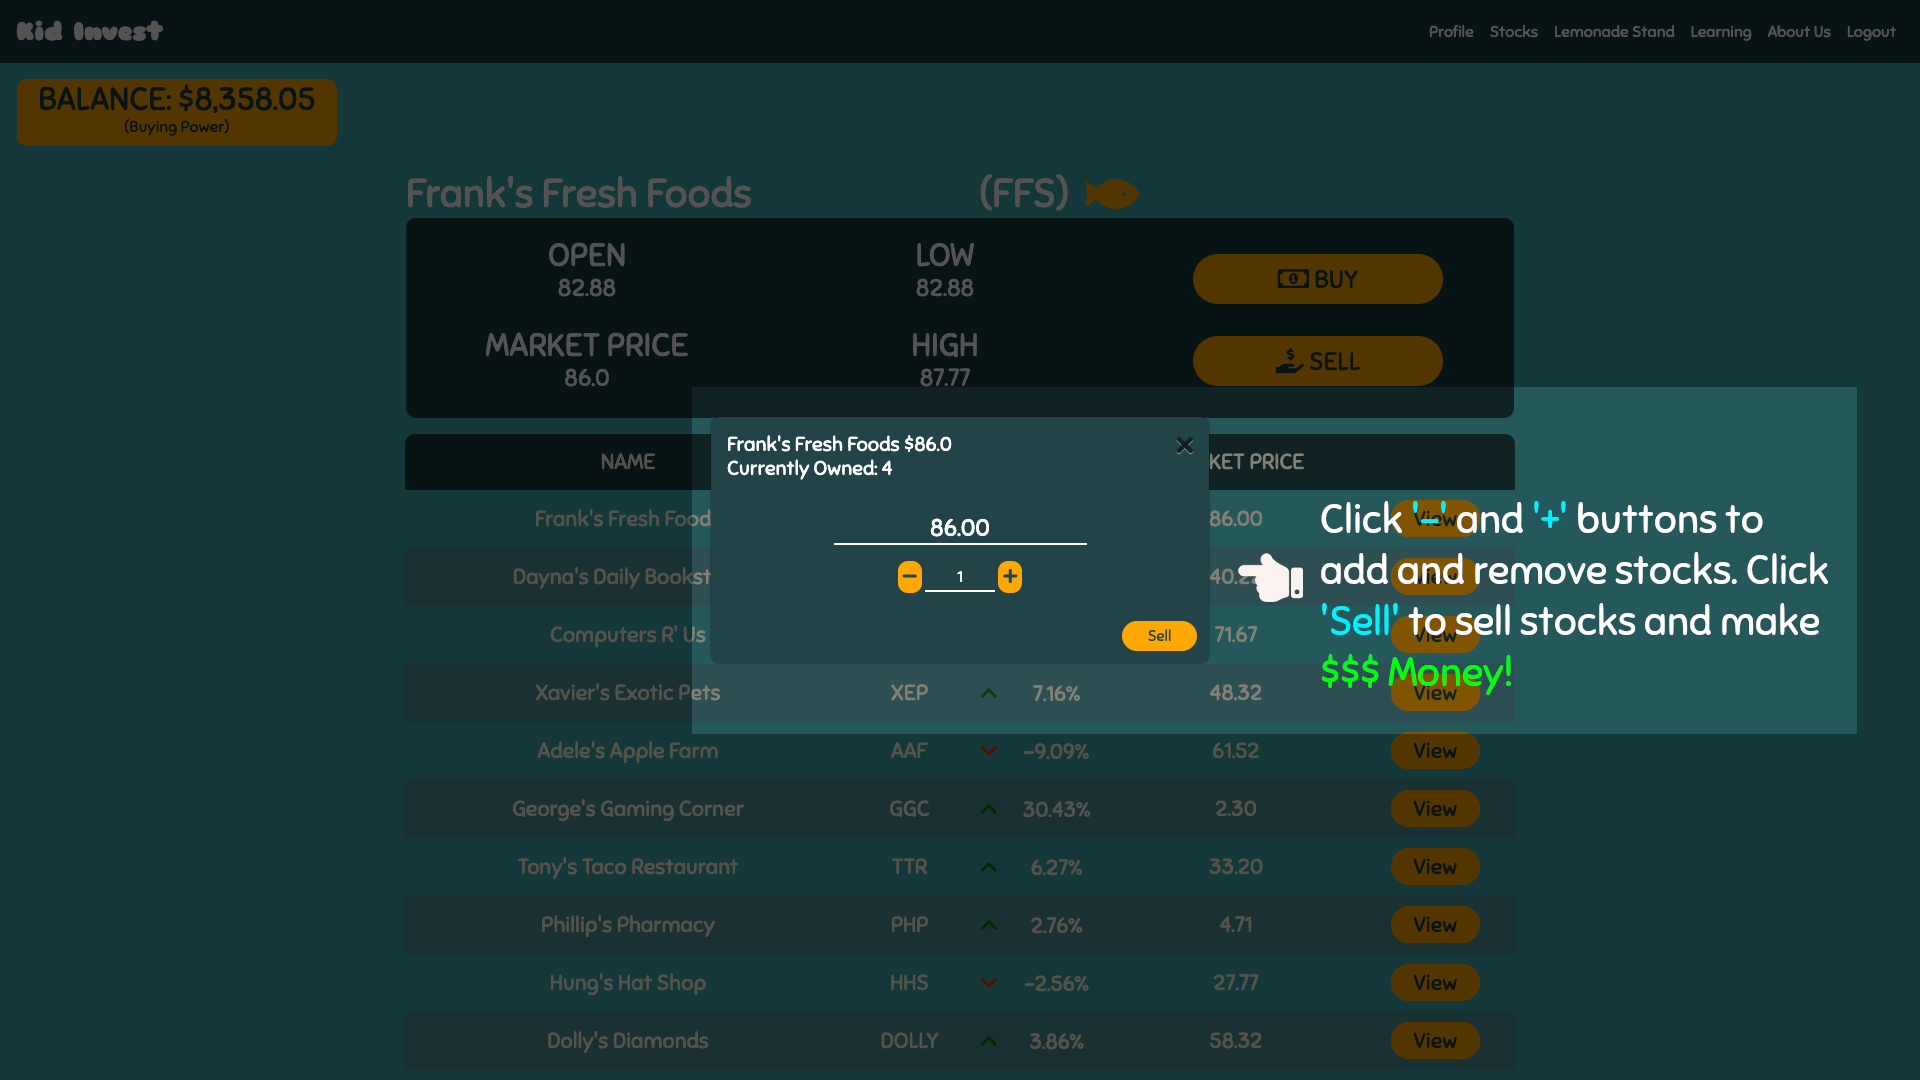 Kid Invest
Profile Stocks Lemonade Stand Learning About Us Logout
BALANCE: $8,358.05
(Buying Power)
Frank's Fresh Foods (FFS)
OPEN LOW
82.88 82.88
BUY
MARKET PRICE HIGH
86.0 87.77
SELL
Frank's Fresh Foods $86.0
Currently Owned: 4
86.00
− 1 +
Sell
Click '-' and '+' buttons to
add and remove stocks. Click
'Sell' to sell stocks and make
$$$ Money!
NAME KET PRICE
Frank's Fresh Food 86.00 View
Dayna's Daily Bookst View
Computers R' Us 71.67 View
Xavier's Exotic Pets XEP 7.16% 48.32 View
Adele's Apple Farm AAF -9.09% 61.52 View
George's Gaming Corner GGC 30.43% 2.30 View
Tony's Taco Restaurant TTR 6.27% 33.20 View
Phillip's Pharmacy PHP 2.76% 4.71 View
Hung's Hat Shop HHS -2.56% 27.77 View
Dolly's Diamonds DOLLY 3.86% 58.32 View